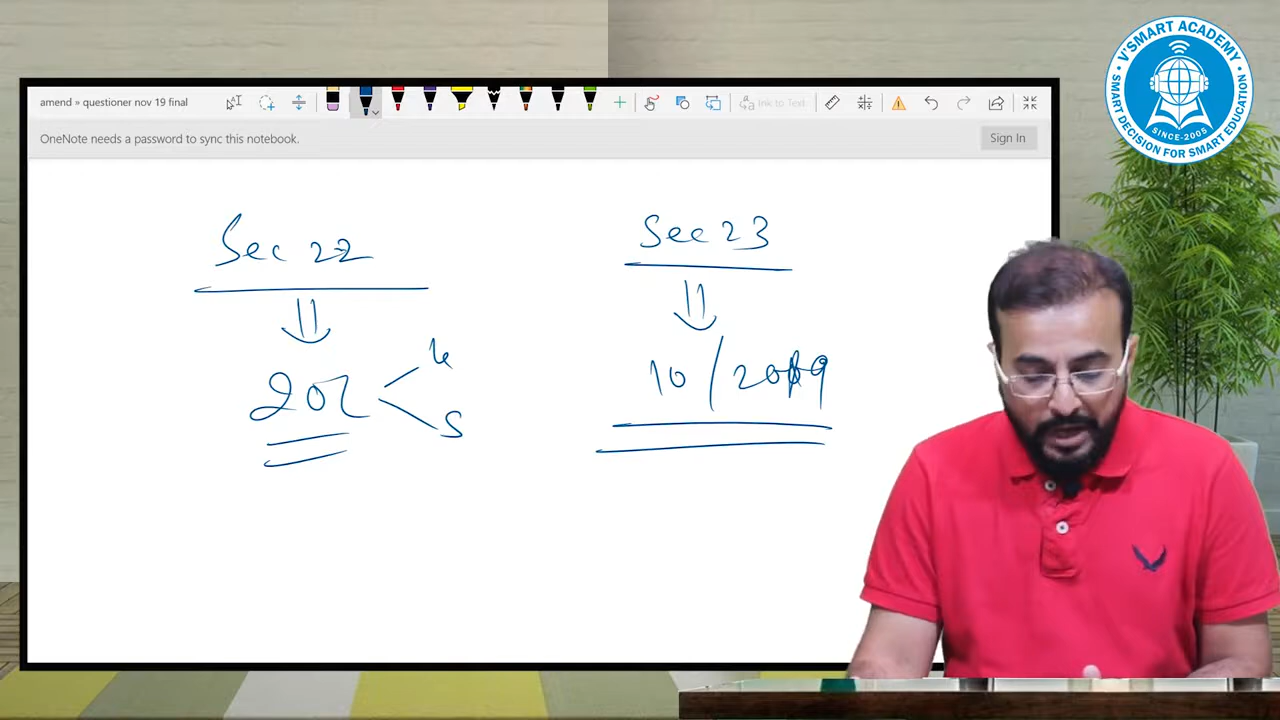 amend » questioner nov 19 final
Ink to Text
OneNote needs a password to sync this notebook.
Sign In
Sec 22
Sec 23
20L
S
10/2019
V'SMART ACADEMY
SINCE-2005
SMART DECISION FOR SMART EDUCATION